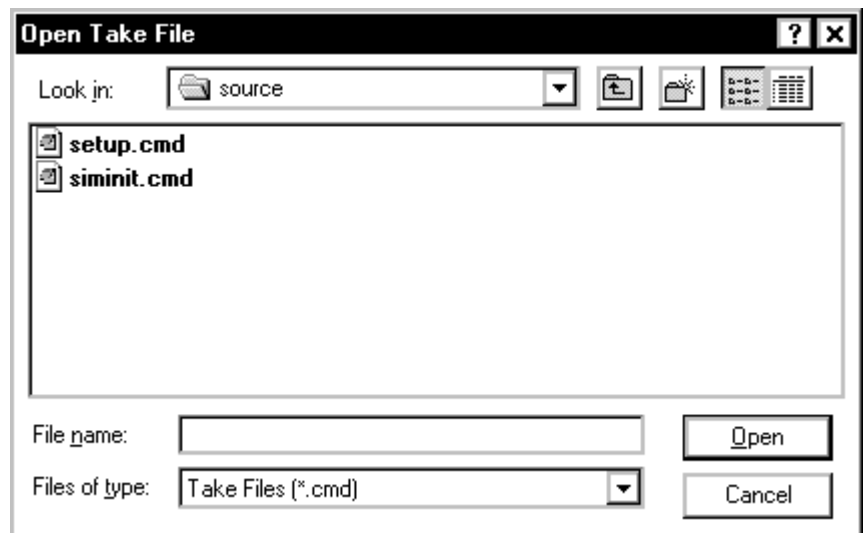 Open Take File
Look in: source
setup.cmd
siminit.cmd
File name:
Open
Files of type: Take Files (*.cmd)
Cancel